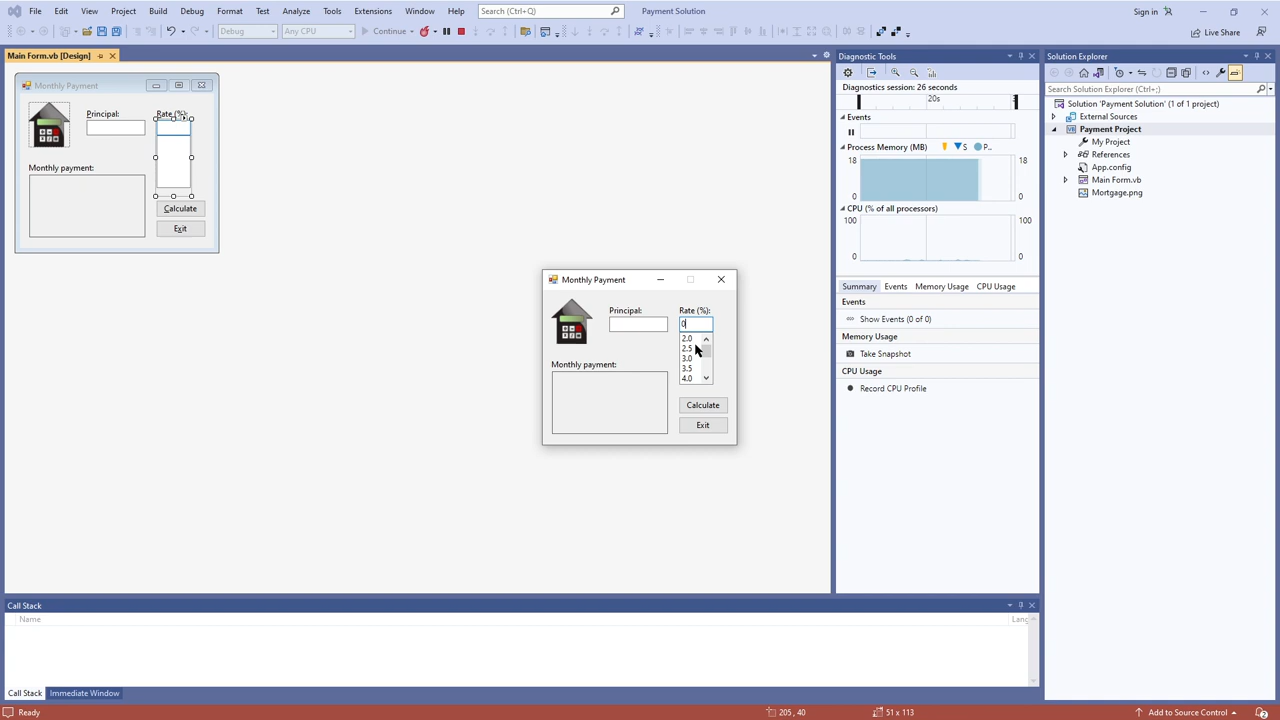 File Edit View Project Build Debug Format Test Analyze Tools Extensions Window Help Search (Ctrl+Q) Payment Solution Sign in
Debug Any CPU Continue Live Share
Main Form.vb [Design]
Monthly Payment
Principal: Rate (%):
Monthly payment:
Calculate
Exit
Monthly Payment
Principal: Rate (%):
0
2.0
2.5
3.0
3.5
4.0
Monthly payment:
Calculate
Exit
Diagnostic Tools
Diagnostics session: 26 seconds
20s
Events
Process Memory (MB) S P...
18 18
0 0
CPU (% of all processors)
100 100
0 0
Summary Events Memory Usage CPU Usage
Events
Show Events (0 of 0)
Memory Usage
Take Snapshot
CPU Usage
Record CPU Profile
Solution Explorer
Search Solution Explorer (Ctrl+;)
Solution 'Payment Solution' (1 of 1 project)
External Sources
VB Payment Project
My Project
References
App.config
Main Form.vb
Mortgage.png
Call Stack
Name Lang
Call Stack Immediate Window
Ready 205, 40 51 x 113 Add to Source Control 2